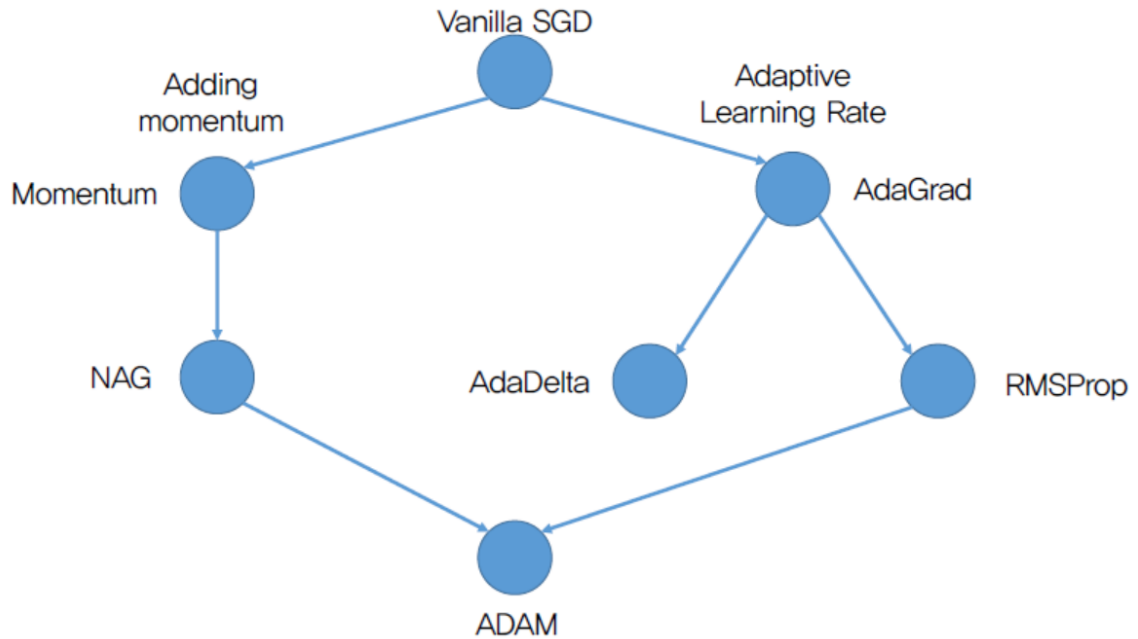 Vanilla SGD
Adding
momentum
Adaptive
Learning Rate
Momentum
AdaGrad
NAG
AdaDelta
RMSProp
ADAM